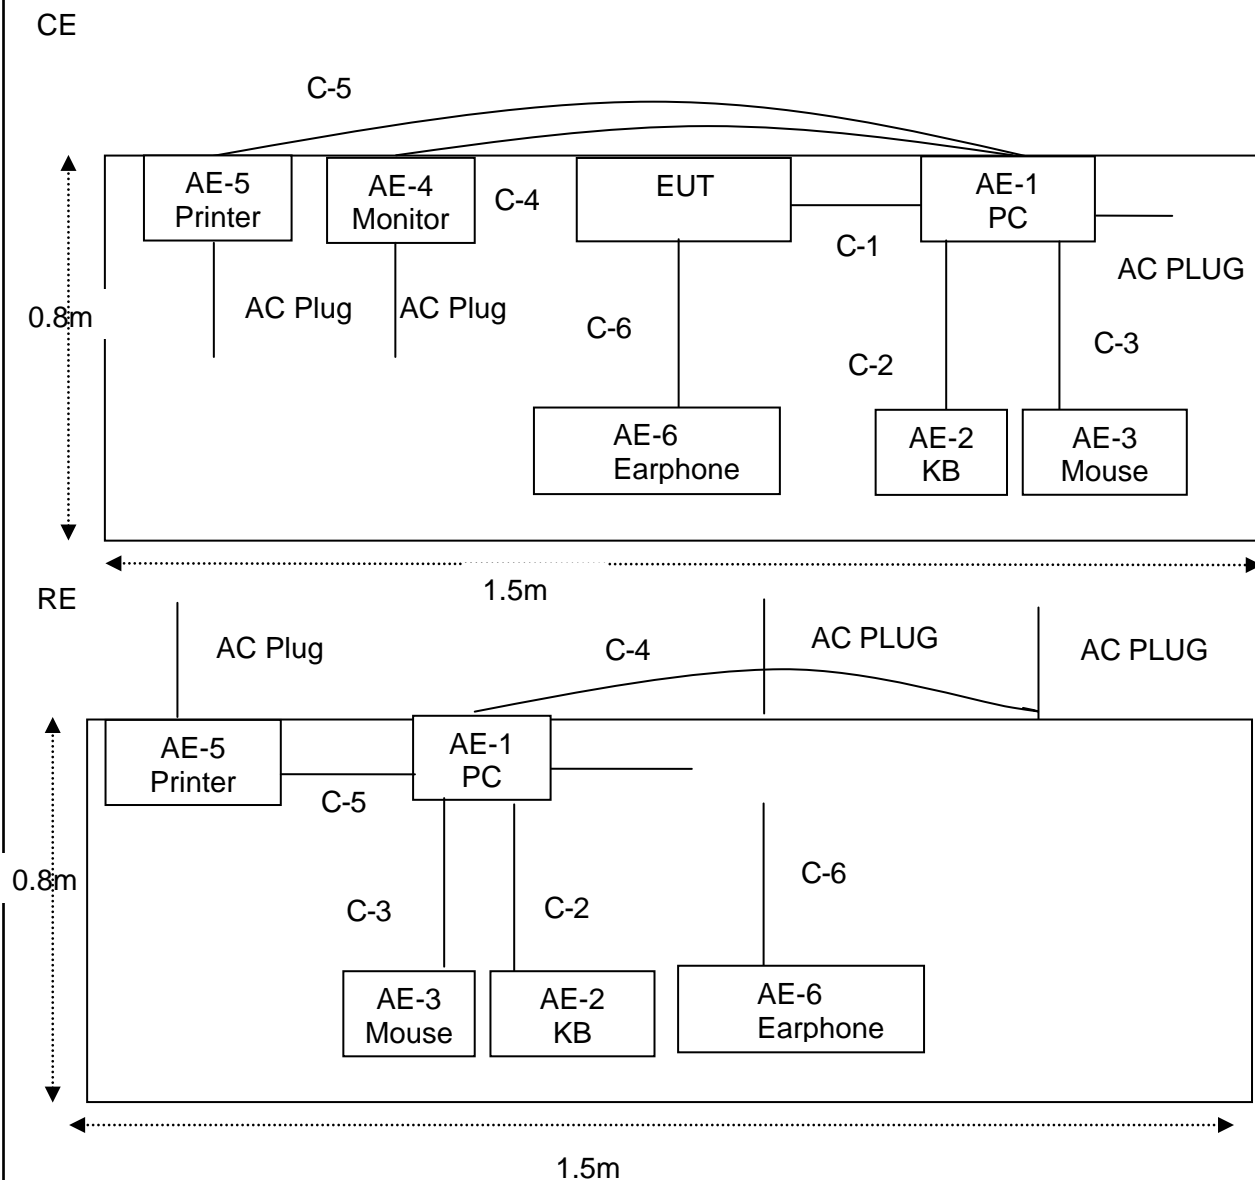 CE
C-5
AE-5
Printer
AE-4
Monitor
C-4
EUT
AE-1
PC
C-1
AC PLUG
AC Plug
AC Plug
0.8m
C-6
C-2
C-3
AE-6
Earphone
AE-2
KB
AE-3
Mouse
1.5m
RE
AC Plug
C-4
AC PLUG
AC PLUG
AE-5
Printer
AE-1
PC
C-5
0.8m
C-6
C-3
C-2
AE-3
Mouse
AE-2
KB
AE-6
Earphone
1.5m